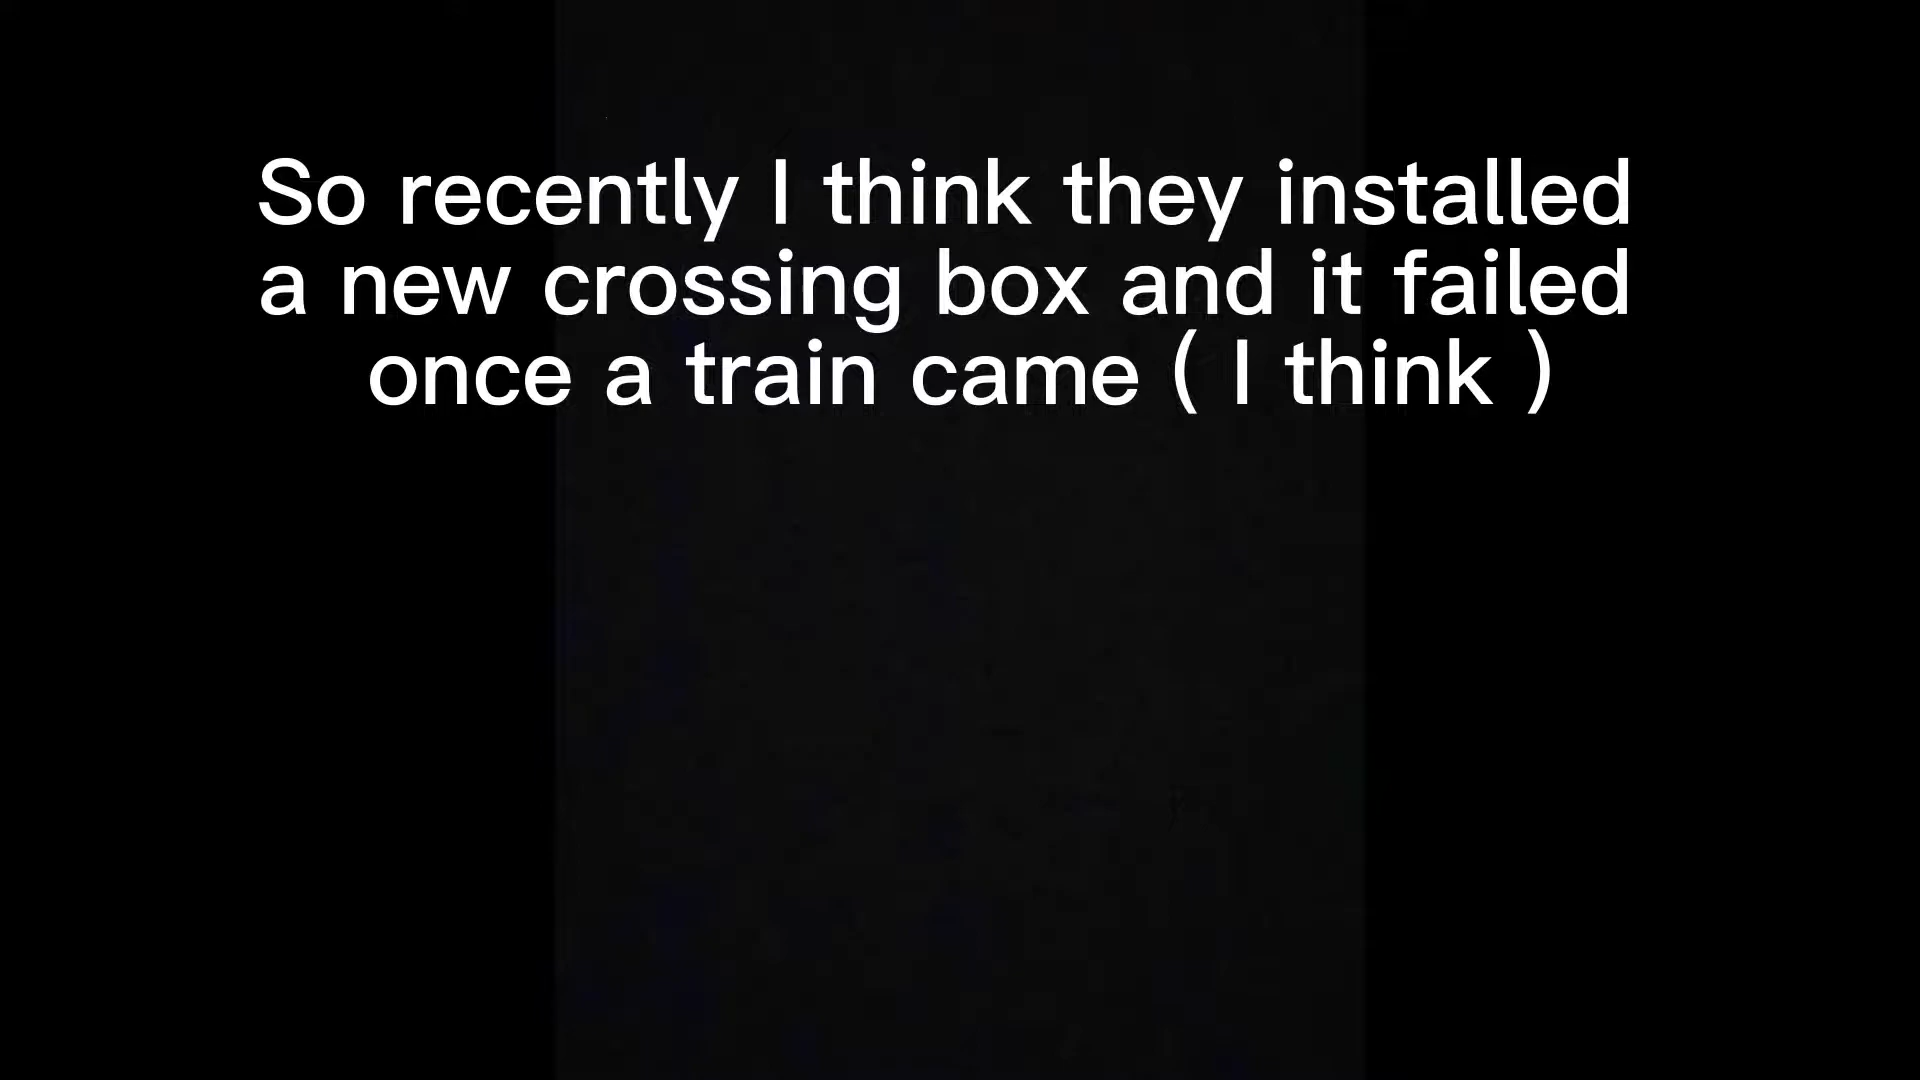 So recently I think they installed
a new crossing box and it failed
once a train came ( I think )